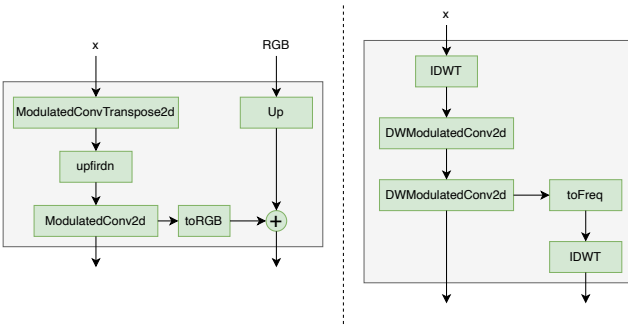 x
RGB
ModulatedConvTranspose2d
Up
upfirdn
ModulatedConv2d
toRGB
+
x
IDWT
DWModulatedConv2d
DWModulatedConv2d
toFreq
IDWT